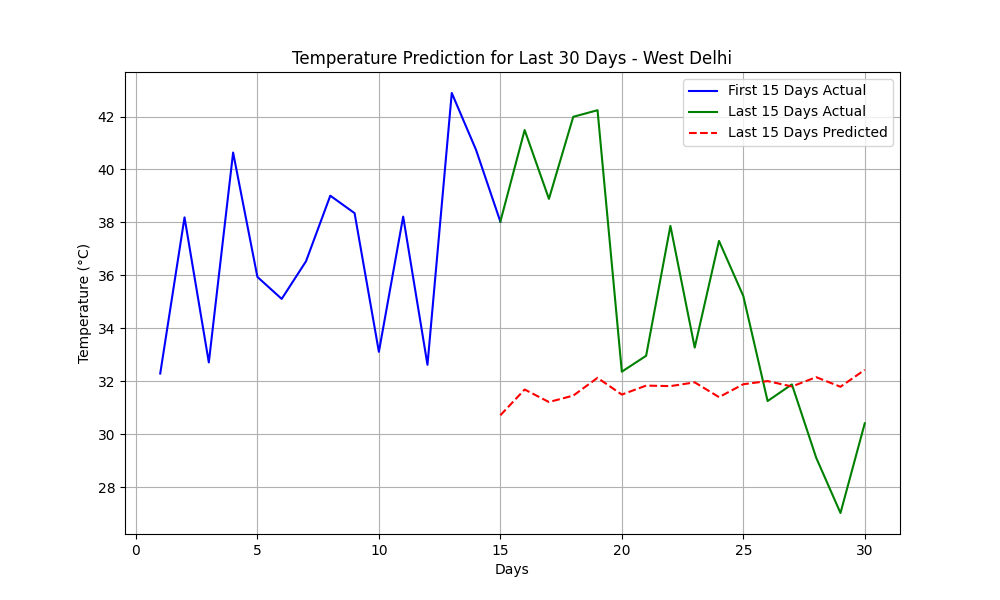 Temperature Prediction for Last 30 Days - West Delhi
First 15 Days Actual
Last 15 Days Actual
Last 15 Days Predicted
Temperature (°C)
42
40
38
36
34
32
30
28
0 5 10 15 20 25 30
Days